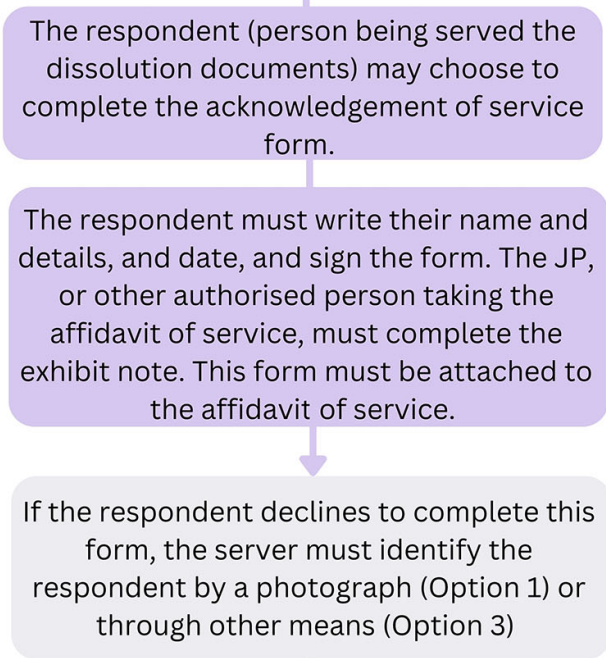 The respondent (person being served the
dissolution documents) may choose to
complete the acknowledgement of service
form.
The respondent must write their name and
details, and date, and sign the form. The JP,
or other authorised person taking the
affidavit of service, must complete the
exhibit note. This form must be attached to
the affidavit of service.
If the respondent declines to complete this
form, the server must identify the
respondent by a photograph (Option 1) or
through other means (Option 3)